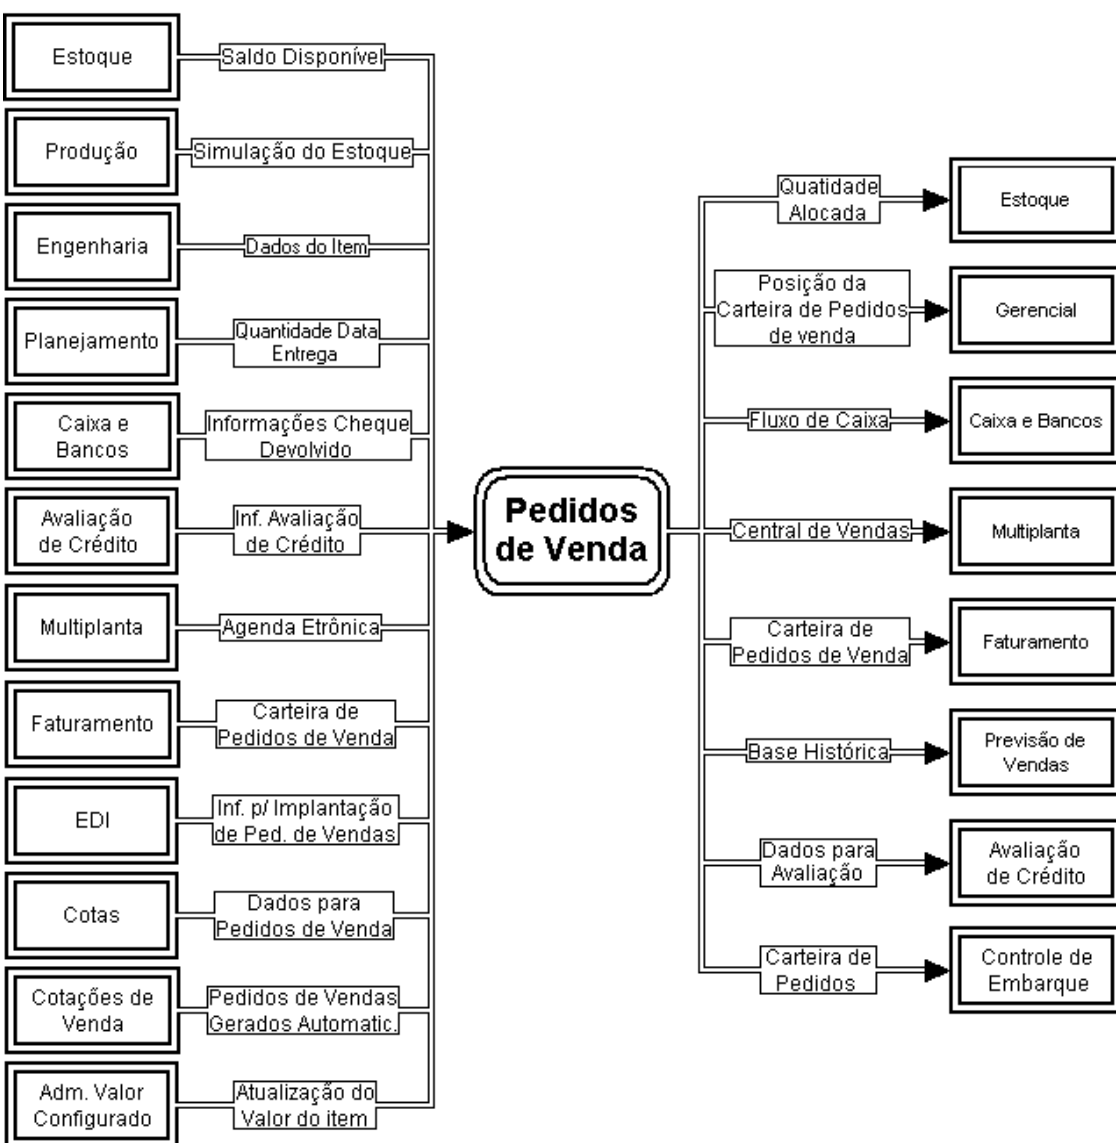 Estoque
Saldo Disponível
Produção
Simulação do Estoque
Engenharia
Dados do Item
Planejamento
Quantidade Data
Entrega
Caixa e
Bancos
Informações Cheque
Devolvido
Avaliação
de Crédito
Inf. Avaliação
de Crédito
Multiplanta
Agenda Etrônica
Faturamento
Carteira de
Pedidos de Venda
EDI
Inf. p/ Implantação
de Ped. de Vendas
Cotas
Dados para
Pedidos de Venda
Cotações de
Venda
Pedidos de Vendas
Gerados Automatic.
Adm. Valor
Configurado
Atualização do
Valor do item
Pedidos
de Venda
Quatidade
Alocada
Estoque
Posição da
Carteira de Pedidos
de venda
Gerencial
Fluxo de Caixa
Caixa e Bancos
Central de Vendas
Multiplanta
Carteira de
Pedidos de Venda
Faturamento
Base Histórica
Previsão de
Vendas
Dados para
Avaliação
Avaliação
de Crédito
Carteira de
Pedidos
Controle de
Embarque